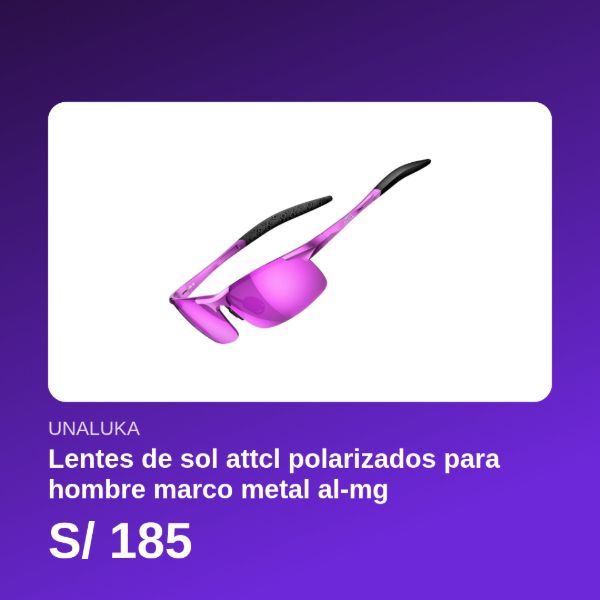 UNALUKA
Lentes de sol attcl polarizados para
hombre marco metal al-mg
S/ 185